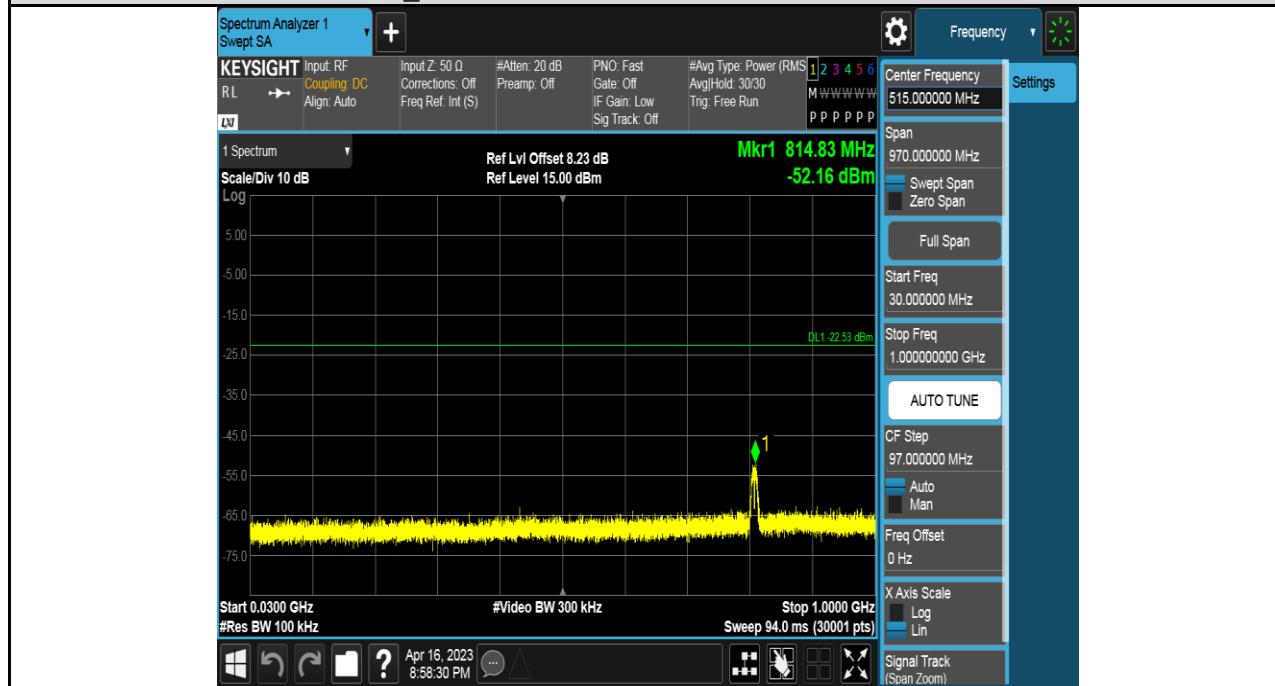 Spectrum Analyzer 1
Swept SA
+
Frequency
KEYSIGHT
RL
LXI
Input: RF
Coupling: DC
Align: Auto
Input Z: 50 Ω
Corrections: Off
Freq Ref: Int (S)
#Atten: 20 dB
Preamp: Off
PNO: Fast
Gate: Off
IF Gain: Low
Sig Track: Off
#Avg Type: Power (RMS
Avg|Hold: 30/30
Trig: Free Run
1 2 3 4 5 6
M W W W W W
P P P P P P
1 Spectrum
Scale/Div 10 dB
Ref Lvl Offset 8.23 dB
Ref Level 15.00 dBm
Mkr1 814.83 MHz
-52.16 dBm
Log
5.00
-5.00
-15.0
DL1 -22.53 dBm
-25.0
-35.0
-45.0
1
-55.0
-65.0
-75.0
Start 0.0300 GHz
#Res BW 100 kHz
#Video BW 300 kHz
Stop 1.0000 GHz
Sweep 94.0 ms (30001 pts)
?
Apr 16, 2023
8:58:30 PM
Center Frequency
515.000000 MHz
Settings
Span
970.000000 MHz
Swept Span
Zero Span
Full Span
Start Freq
30.000000 MHz
Stop Freq
1.000000000 GHz
AUTO TUNE
CF Step
97.000000 MHz
Auto
Man
Freq Offset
0 Hz
X Axis Scale
Log
Lin
Signal Track
(Span Zoom)